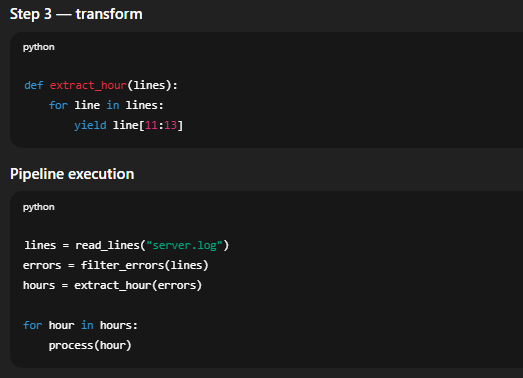 Step 3 — transform
python
def extract_hour(lines):
    for line in lines:
        yield line[11:13]
Pipeline execution
python
lines = read_lines("server.log")
errors = filter_errors(lines)
hours = extract_hour(errors)
for hour in hours:
    process(hour)